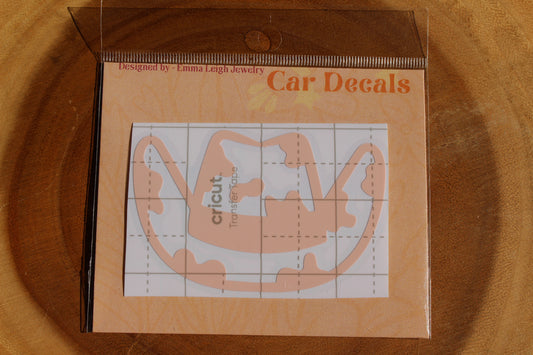 Designed by - Emma Leigh Jewelry
Car Decals
cricut
Transfer Tape